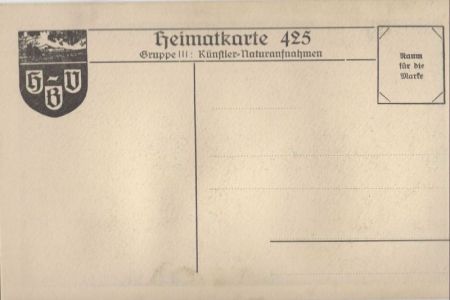 Heimatkarte 425
Gruppe III: Künstler-Naturaufnahmen
H-V
B
Raum
für die
Marke